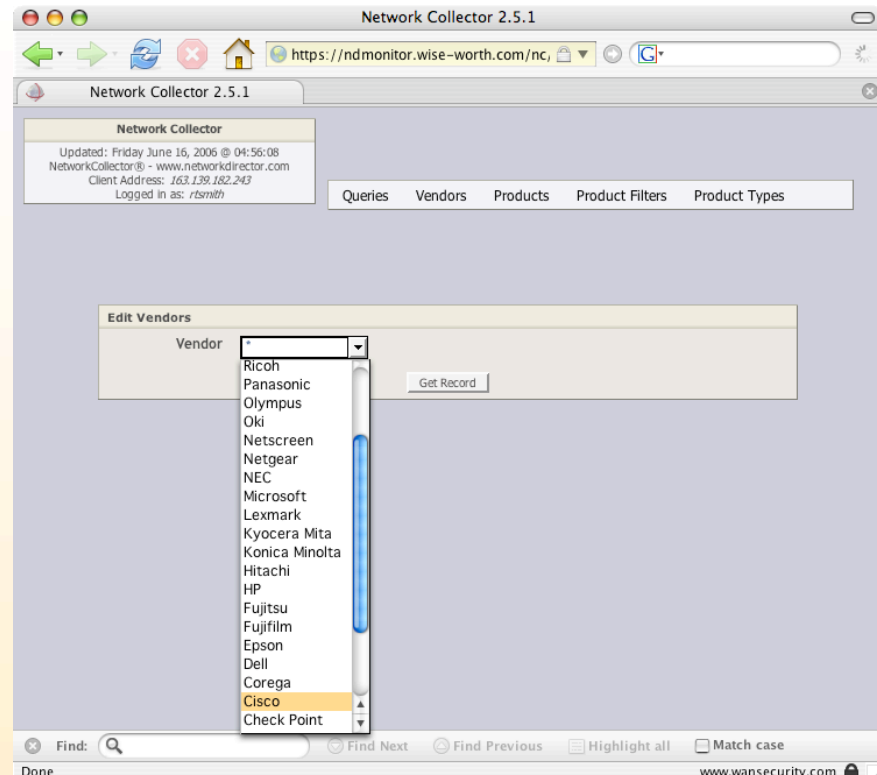 Network Collector 2.5.1
https://ndmonitor.wise-worth.com/nc/
G
Network Collector 2.5.1
Network Collector
Updated: Friday June 16, 2006 @ 04:56:08
NetworkCollector® - www.networkdirector.com
Client Address: 163.139.182.243
Logged in as: rtsmith
Queries Vendors Products Product Filters Product Types
Edit Vendors
Vendor *
Ricoh
Panasonic
Get Record
Olympus
Oki
Netscreen
Netgear
NEC
Microsoft
Lexmark
Kyocera Mita
Konica Minolta
Hitachi
HP
Fujitsu
Fujifilm
Epson
Dell
Corega
Cisco
Check Point
Find: Find Next Find Previous Highlight all Match case
Done www.wansecurity.com